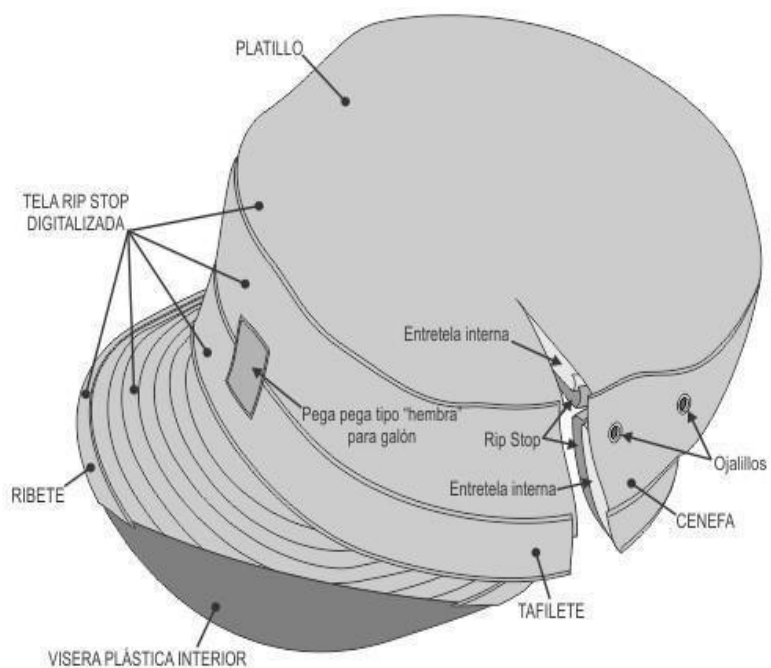 PLATILLO
TELA RIP STOP
DIGITALIZADA
Entretela interna
Pega pega tipo “hembra”
para galón
Rip Stop
Ojalillos
Entretela interna
RIBETE
CENEFA
TAFILETE
VISERA PLÁSTICA INTERIOR